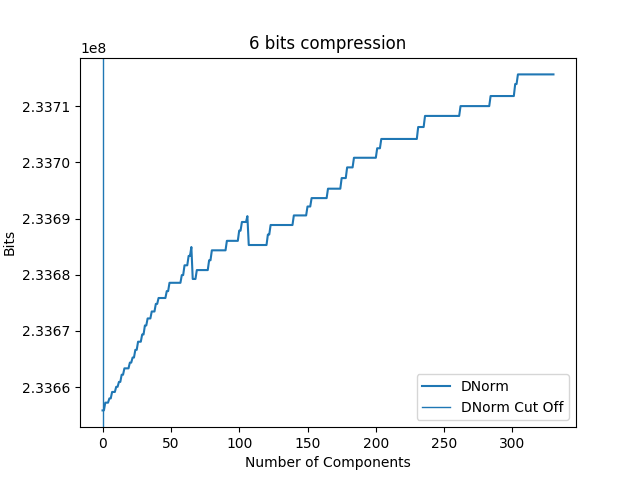 6 bits compression
1e8
2.3371
2.3370
2.3369
2.3368
2.3367
2.3366
Bits
0 50 100 150 200 250 300
Number of Components
DNorm
DNorm Cut Off